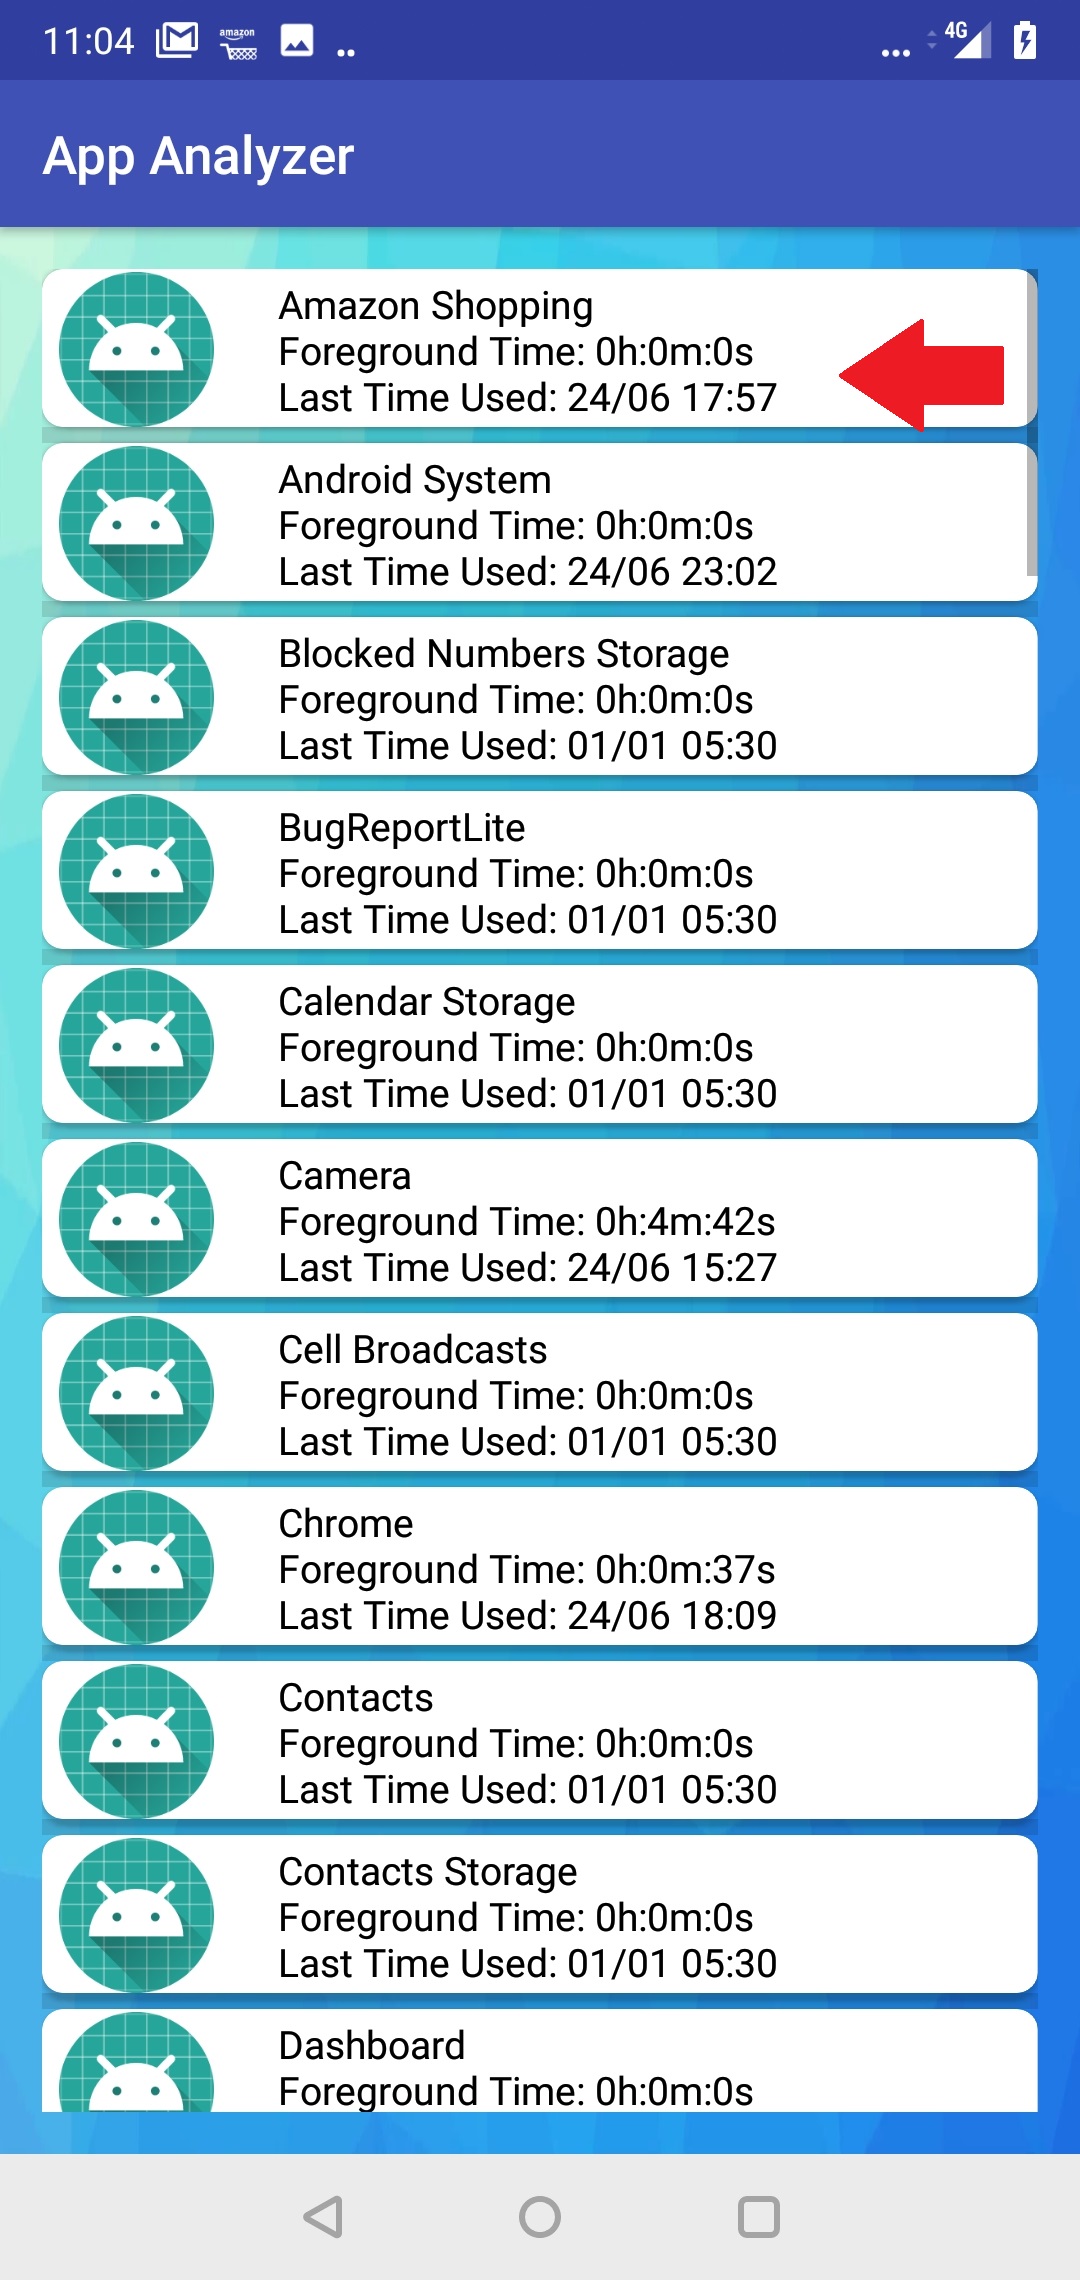 11:04
amazon
4G
App Analyzer
Amazon Shopping
Foreground Time: 0h:0m:0s
Last Time Used: 24/06 17:57
Android System
Foreground Time: 0h:0m:0s
Last Time Used: 24/06 23:02
Blocked Numbers Storage
Foreground Time: 0h:0m:0s
Last Time Used: 01/01 05:30
BugReportLite
Foreground Time: 0h:0m:0s
Last Time Used: 01/01 05:30
Calendar Storage
Foreground Time: 0h:0m:0s
Last Time Used: 01/01 05:30
Camera
Foreground Time: 0h:4m:42s
Last Time Used: 24/06 15:27
Cell Broadcasts
Foreground Time: 0h:0m:0s
Last Time Used: 01/01 05:30
Chrome
Foreground Time: 0h:0m:37s
Last Time Used: 24/06 18:09
Contacts
Foreground Time: 0h:0m:0s
Last Time Used: 01/01 05:30
Contacts Storage
Foreground Time: 0h:0m:0s
Last Time Used: 01/01 05:30
Dashboard
Foreground Time: 0h:0m:0s